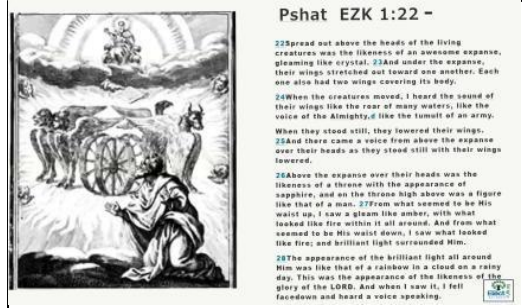 Pshat EZK 1:22 –
22Spread out above the heads of the living
creatures was the likeness of an awesome expanse,
gleaming like crystal. 23And under the expanse,
their wings stretched out toward one another. Each
one also had two wings covering its body.
24When the creatures moved, I heard the sound of
their wings like the roar of many waters, like the
voice of the Almighty,d like the tumult of an army.
When they stood still, they lowered their wings.
25And there came a voice from above the expanse
over their heads as they stood still with their wings
lowered.
26Above the expanse over their heads was the
likeness of a throne with the appearance of
sapphire, and on the throne high above was a figure
like that of a man. 27From what seemed to be His
waist up, I saw a gleam like amber, with what
looked like fire within it all around. And from what
seemed to be His waist down, I saw what looked
like fire; and brilliant light surrounded Him.
28The appearance of the brilliant light all around
Him was like that of a rainbow in a cloud on a rainy
day. This was the appearance of the likeness of the
glory of the LORD. And when I saw it, I fell
facedown and heard a voice speaking.